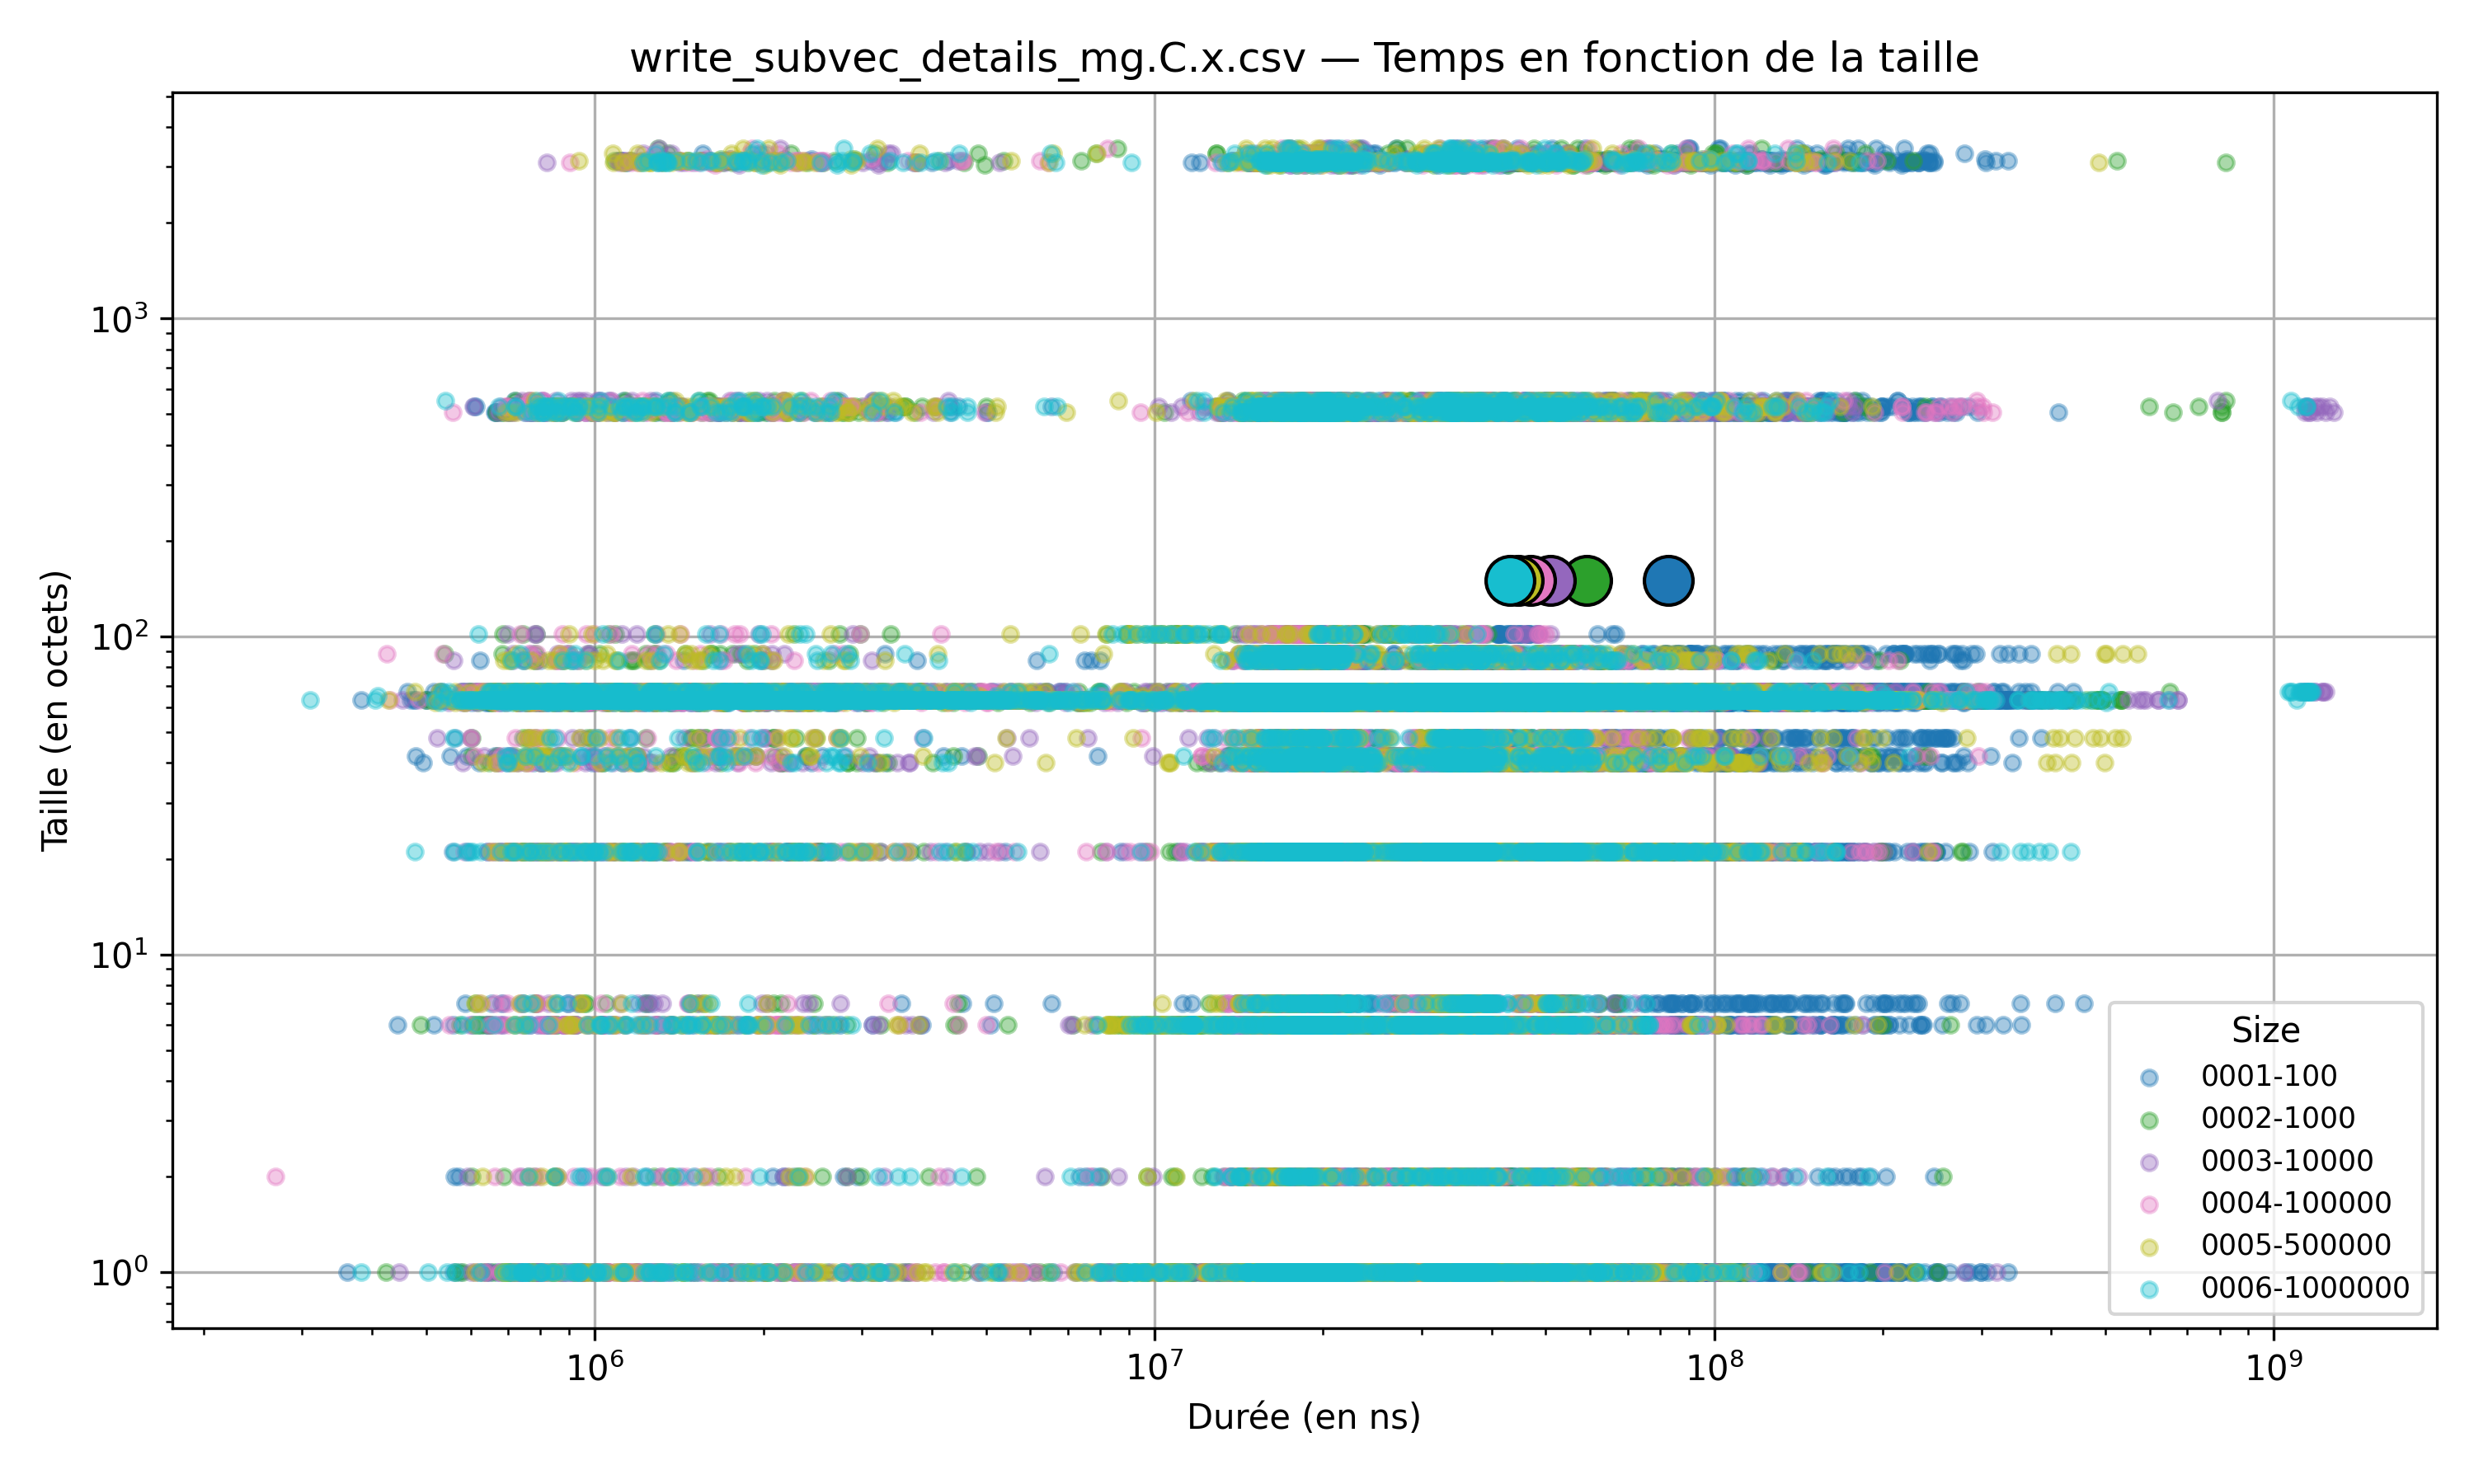 write_subvec_details_mg.C.x.csv — Temps en fonction de la taille
Taille (en octets)
10³
10²
10¹
10⁰
10⁶ 10⁷ 10⁸ 10⁹
Durée (en ns)
Size
0001-100
0002-1000
0003-10000
0004-100000
0005-500000
0006-1000000